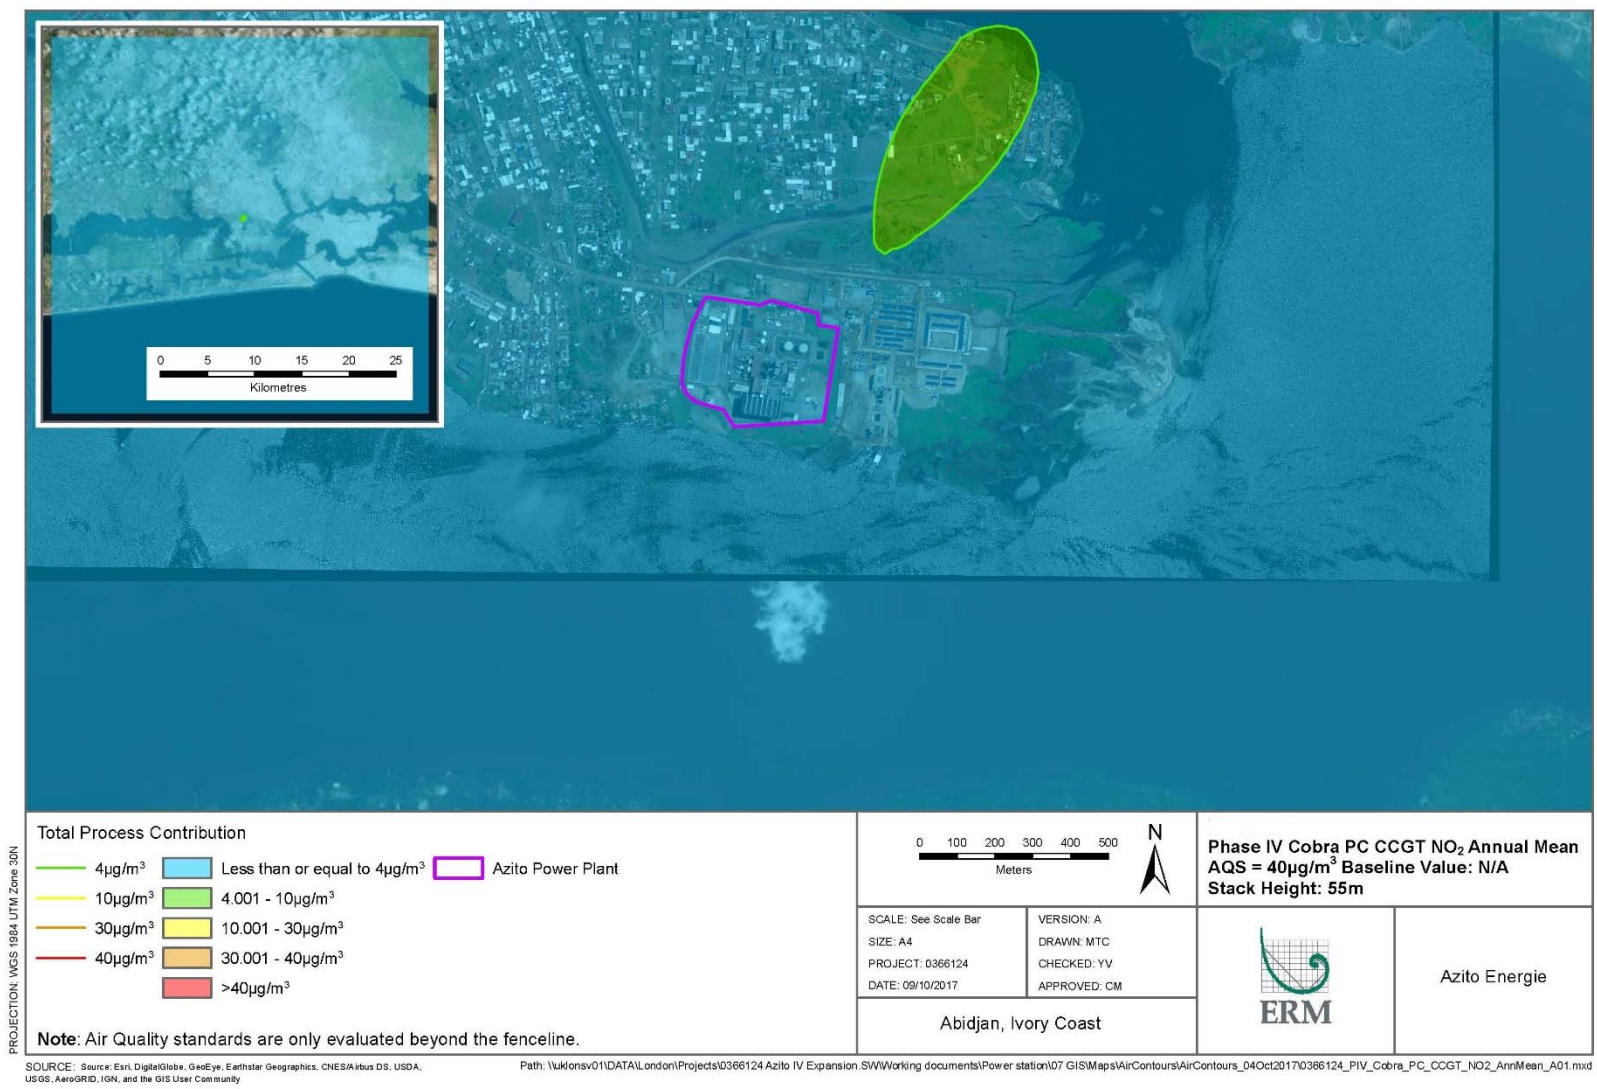 0 5 10 15 20 25
Kilometres
Total Process Contribution
4µg/m³
10µg/m³
30µg/m³
40µg/m³
Less than or equal to 4µg/m³
4.001 - 10µg/m³
10.001 - 30µg/m³
30.001 - 40µg/m³
>40µg/m³
Azito Power Plant
Note: Air Quality standards are only evaluated beyond the fenceline.
0 100 200 300 400 500
Meters
N
Phase IV Cobra PC CCGT NO₂ Annual Mean
AQS = 40µg/m³ Baseline Value: N/A
Stack Height: 55m
SCALE: See Scale Bar
SIZE: A4
PROJECT: 0366124
DATE: 09/10/2017
VERSION: A
DRAWN: MTC
CHECKED: YV
APPROVED: CM
Abidjan, Ivory Coast
ERM
Azito Energie
PROJECTION: WGS 1984 UTM Zone 30N
SOURCE: Source: Esri, DigitalGlobe, GeoEye, Earthstar Geographics, CNES/Airbus DS, USDA,
USGS, AeroGRID, IGN, and the GIS User Community
Path: \\uklonsv01\DATA\London\Projects\0366124 Azito IV Expansion.SW\Working documents\Power station\07 GIS\Maps\AirContours\AirContours_04Oct2017\0366124_PIV_Cobra_PC_CCGT_NO2_AnnMean_A01.mxd